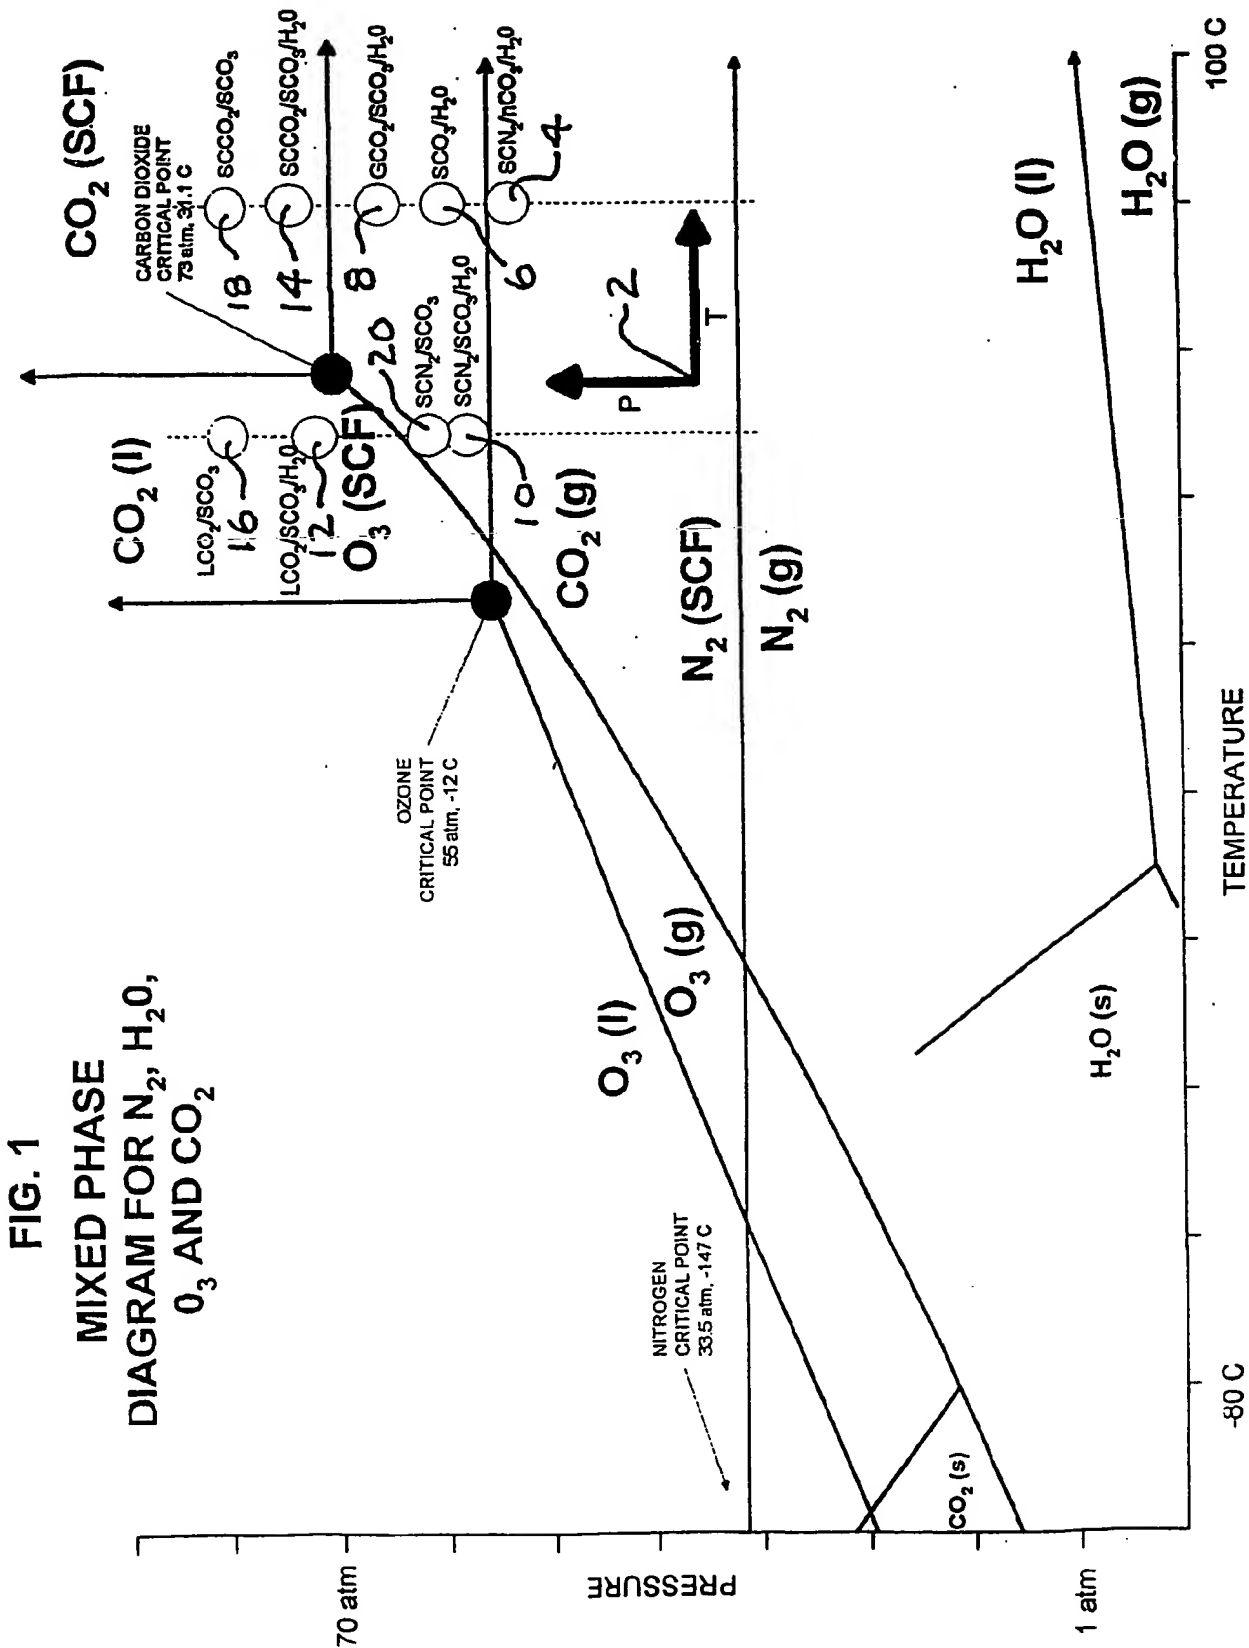 FIG. 1
MIXED PHASE
DIAGRAM FOR N₂, H₂0,
0₃ AND CO₂
CO₂ (SCF)
CARBON DIOXIDE
CRITICAL POINT
73 atm, 31.1 C
18
SCCO₂/SCO₃
14
SCCO₂/SCO₃/H₂0
8
GCO₂/SCO₃/H₂0
6
SCO₃/H₂0
SCN₂/nCO₃/H₂0
4
CO₂ (l)
LCO₂/SCO₃
16
LCO₂/SCO₃/H₂0
12
O₃ (SCF)
20
SCN₂/SCO₃
SCN₂/SCO₃/H₂0
10
CO₂ (g)
P
2
T
OZONE
CRITICAL POINT
55 atm, -12 C
N₂ (SCF)
N₂ (g)
O₃ (l)
O₃ (g)
NITROGEN
CRITICAL POINT
33.5 atm, -147 C
H₂O (l)
H₂O (g)
H₂O (s)
CO₂ (s)
70 atm
PRESSURE
1 atm
-80 C
TEMPERATURE
100 C